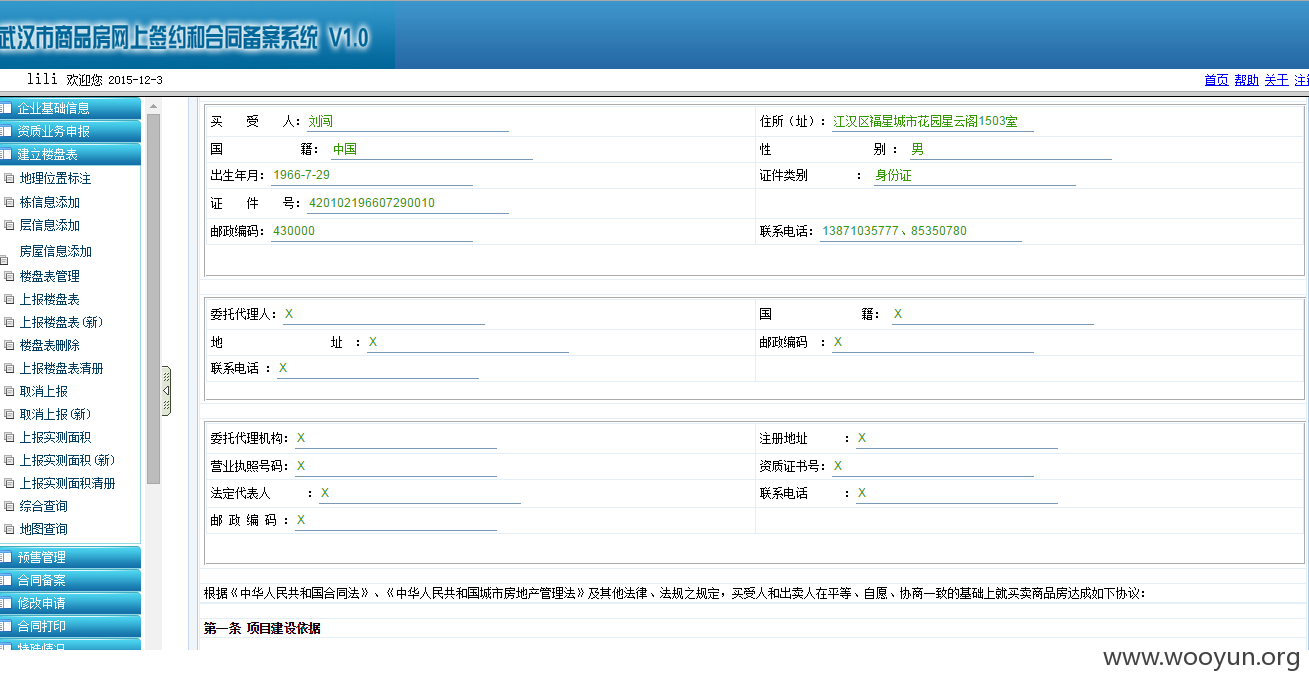 武汉市商品房网上签约和合同备案系统 V1.0
lili 欢迎您 2015-12-3
首页 帮助 关于
企业基础信息
资质业务申报
建立楼盘表
地理位置标注
栋信息添加
层信息添加
房屋信息添加
楼盘表管理
上报楼盘表
上报楼盘表(新)
楼盘表删除
上报楼盘表清册
取消上报
取消上报(新)
上报实测面积
上报实测面积(新)
上报实测面积清册
综合查询
地图查询
预售管理
合同备案
修改申请
合同打印
特殊情况
买 受 人: 刘闯 住所(址): 江汉区福星城市花园星云阁1503室
国 籍: 中国 性 别: 男
出生年月: 1966-7-29 证件类别 : 身份证
证 件 号: 420102196607290010
邮政编码: 430000 联系电话: 13871035777、85350780
委托代理人: X 国 籍: X
地 址 : X 邮政编码 : X
联系电话 : X
委托代理机构: X 注册地址 : X
营业执照号码: X 资质证书号: X
法定代表人 : X 联系电话 : X
邮 政 编 码 : X
根据《中华人民共和国合同法》、《中华人民共和国城市房地产管理法》及其他法律、法规之规定，买受人和出卖人在平等、自愿、协商一致的基础上就买卖商品房达成如下协议:
第一条 项目建设依据
www.wooyun.org